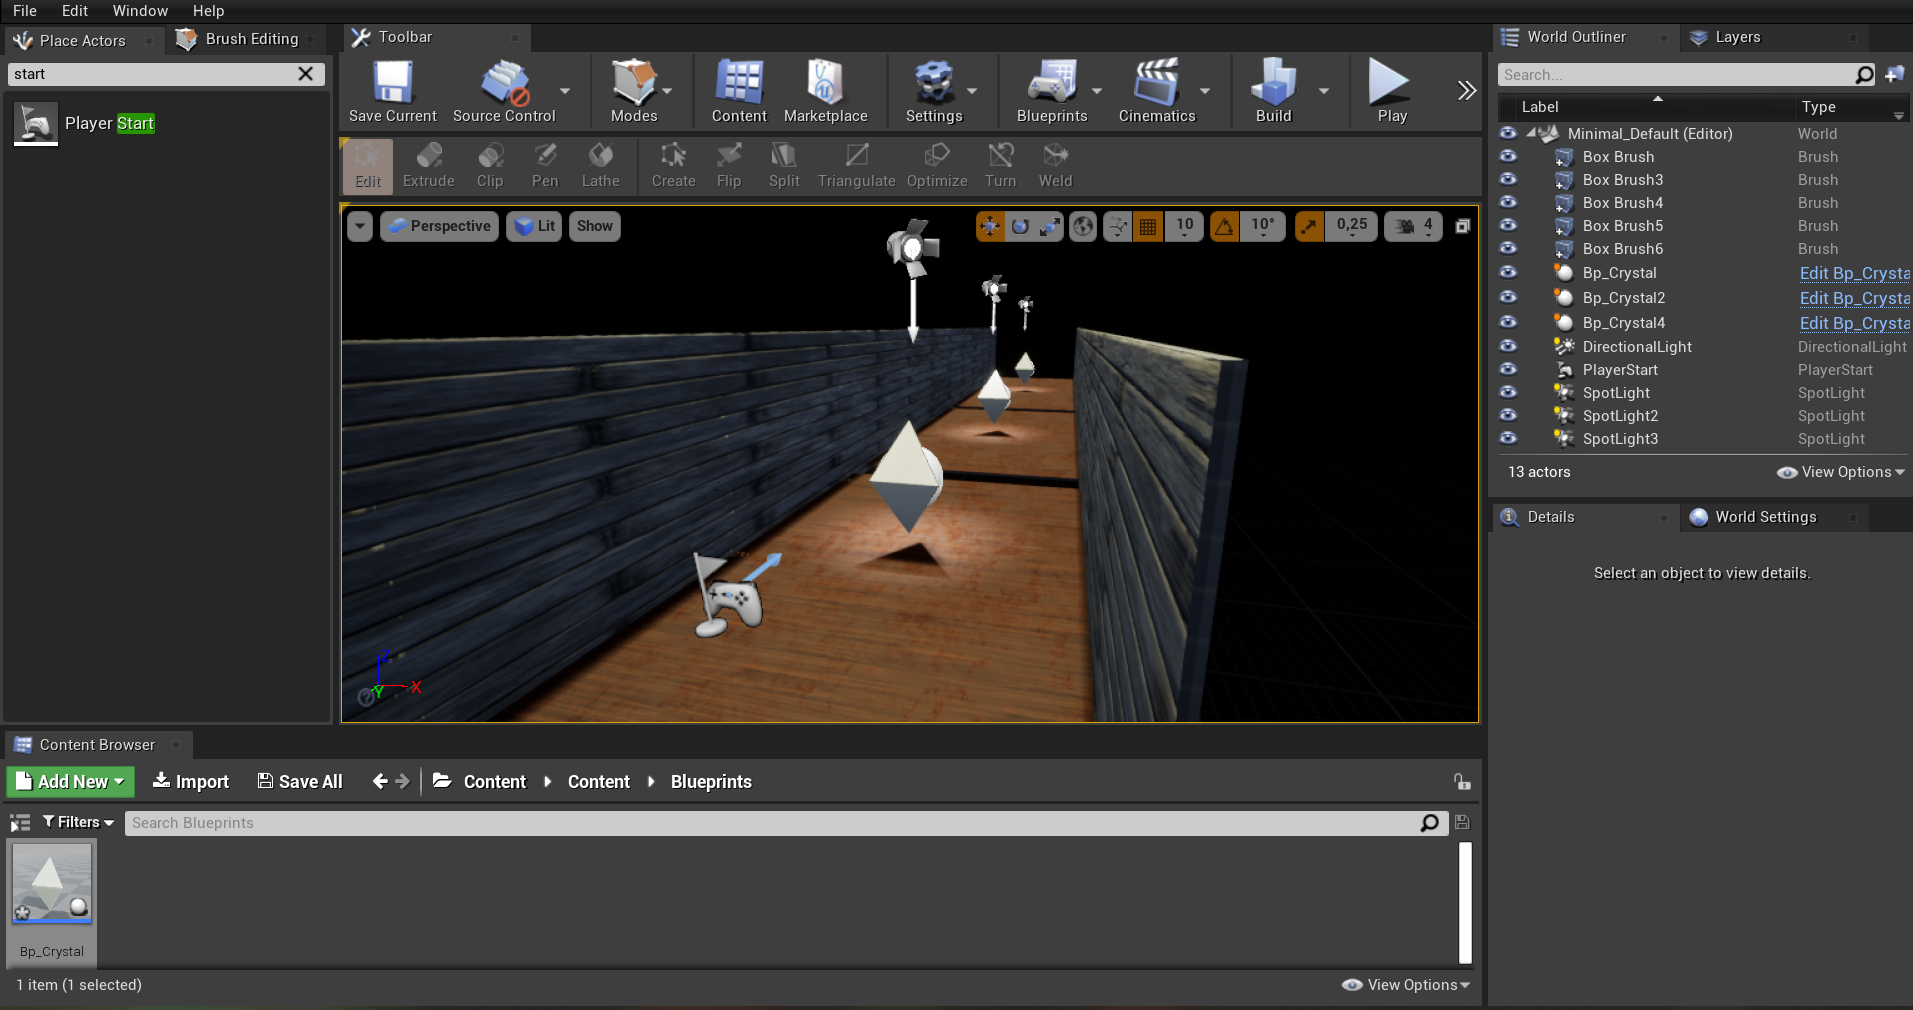 File Edit Window Help
Place Actors Brush Editing
start
Player Start
Toolbar
Save Current Source Control Modes Content Marketplace Settings Blueprints Cinematics Build Play
Edit Extrude Clip Pen Lathe Create Flip Split Triangulate Optimize Turn Weld
Perspective Lit Show 10 10° 0,25 4
Z
Y X
World Outliner Layers
Search...
Label Type
Minimal_Default (Editor) World
Box Brush Brush
Box Brush3 Brush
Box Brush4 Brush
Box Brush5 Brush
Box Brush6 Brush
Bp_Crystal Edit Bp_Crysta
Bp_Crystal2 Edit Bp_Crysta
Bp_Crystal4 Edit Bp_Crysta
DirectionalLight DirectionalLight
PlayerStart PlayerStart
SpotLight SpotLight
SpotLight2 SpotLight
SpotLight3 SpotLight
13 actors View Options
Details World Settings
Select an object to view details.
Content Browser
Add New Import Save All Content Content Blueprints
Filters Search Blueprints
Bp_Crystal
1 item (1 selected) View Options